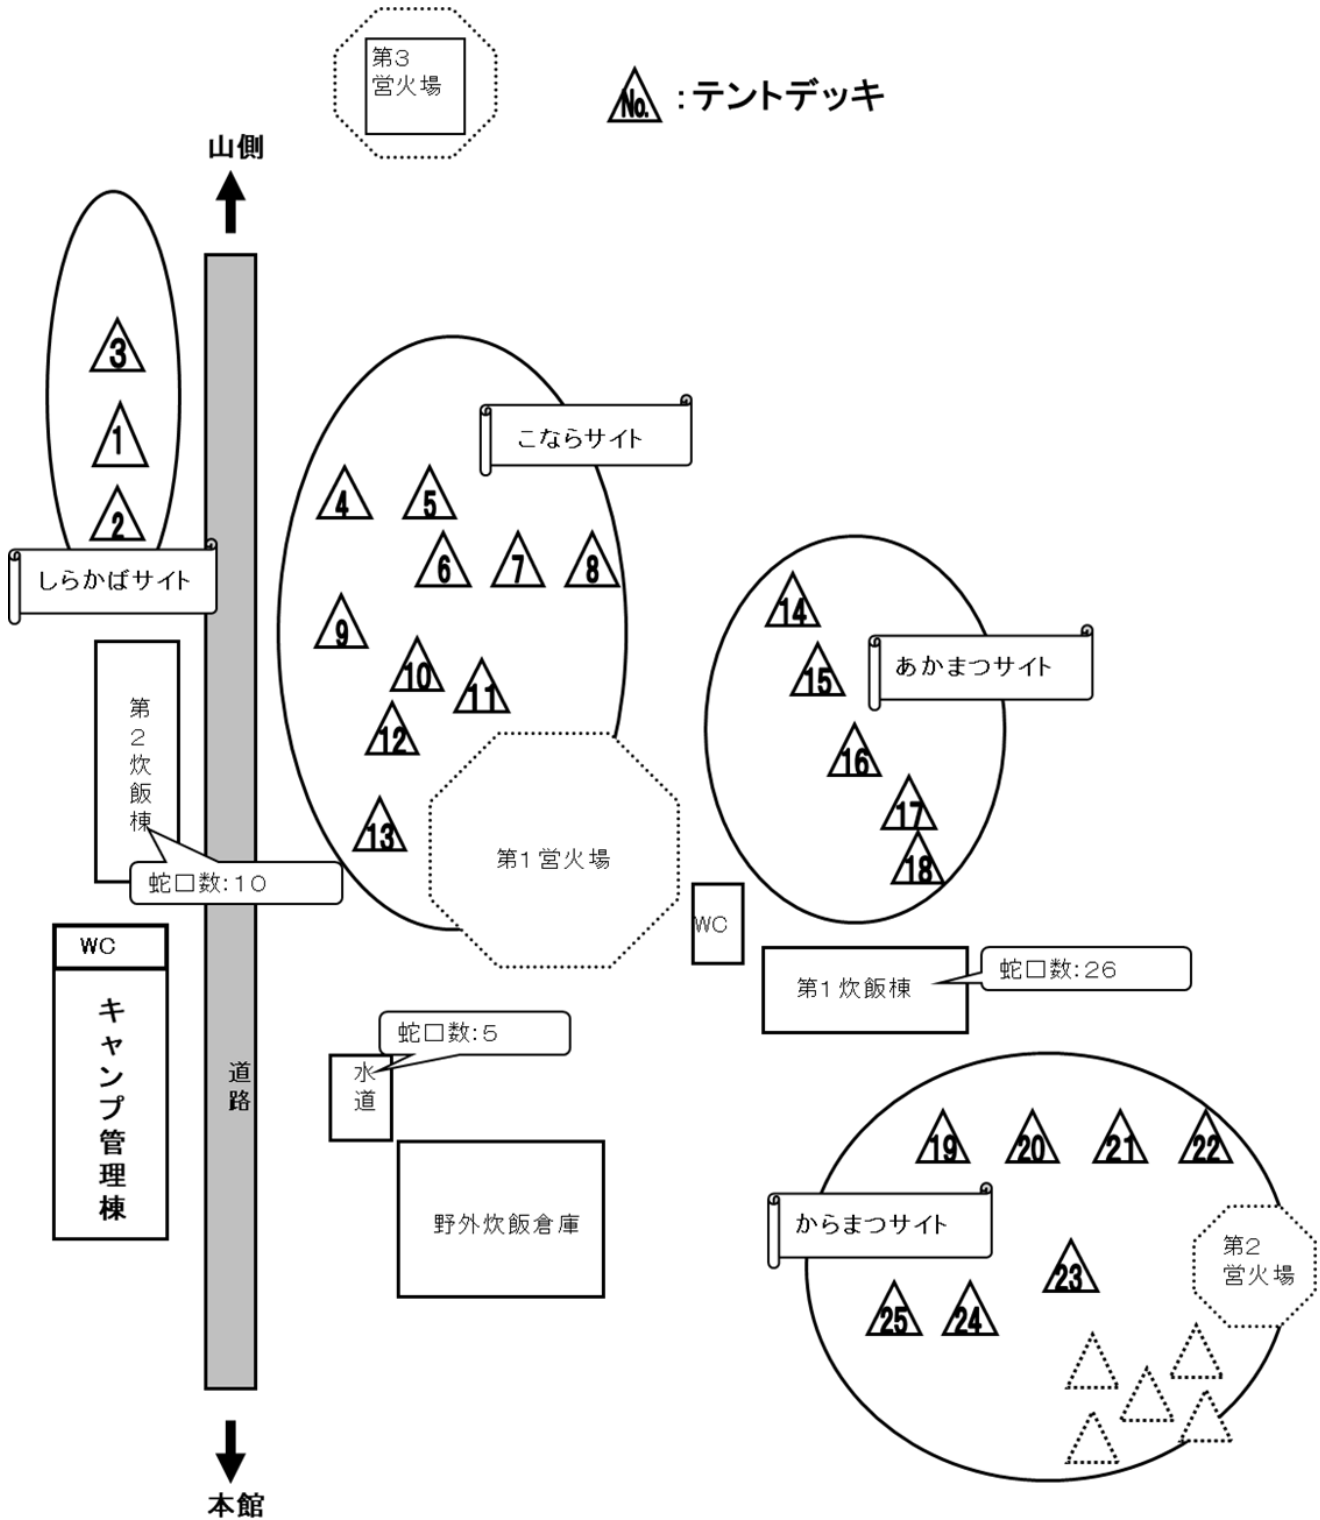 第3
営火場
No.
:テントデッキ
山側
3
1
2
しらかばサイト
こならサイト
4
5
6
7
8
9
10
11
12
13
14
15
あかまつサイト
16
17
18
第2炊飯棟
蛇口数:10
第1営火場
WC
WC
第1炊飯棟
蛇口数:26
キャンプ管理棟
道路
蛇口数:5
水道
野外炊飯倉庫
19
20
21
22
からまつサイト
第2
営火場
23
25
24
本館